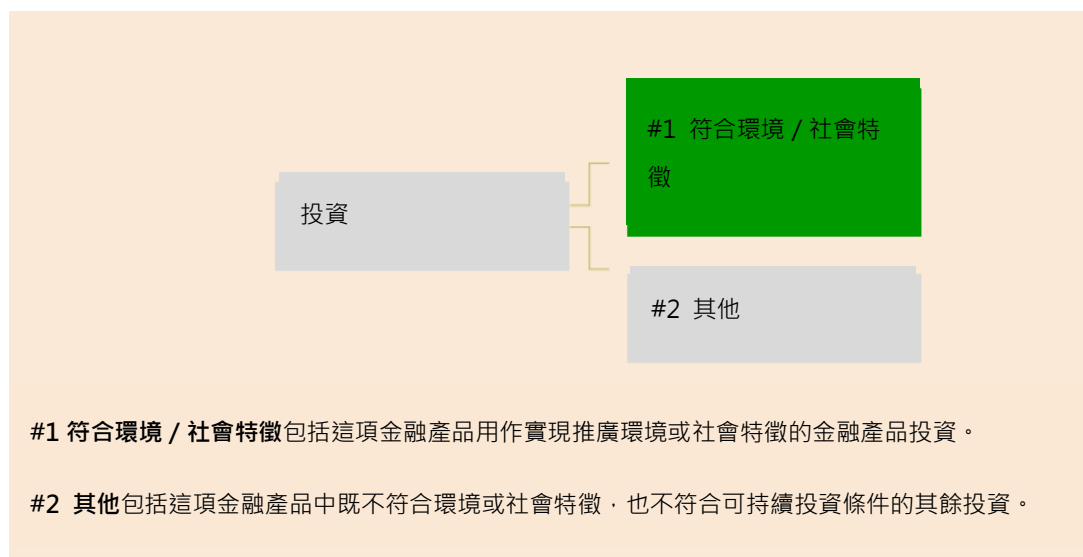 #1 符合環境 / 社會特
徵
投資
#2 其他
#1 符合環境 / 社會特徵包括這項金融產品用作實現推廣環境或社會特徵的金融產品投資。
#2 其他包括這項金融產品中既不符合環境或社會特徵，也不符合可持續投資條件的其餘投資。